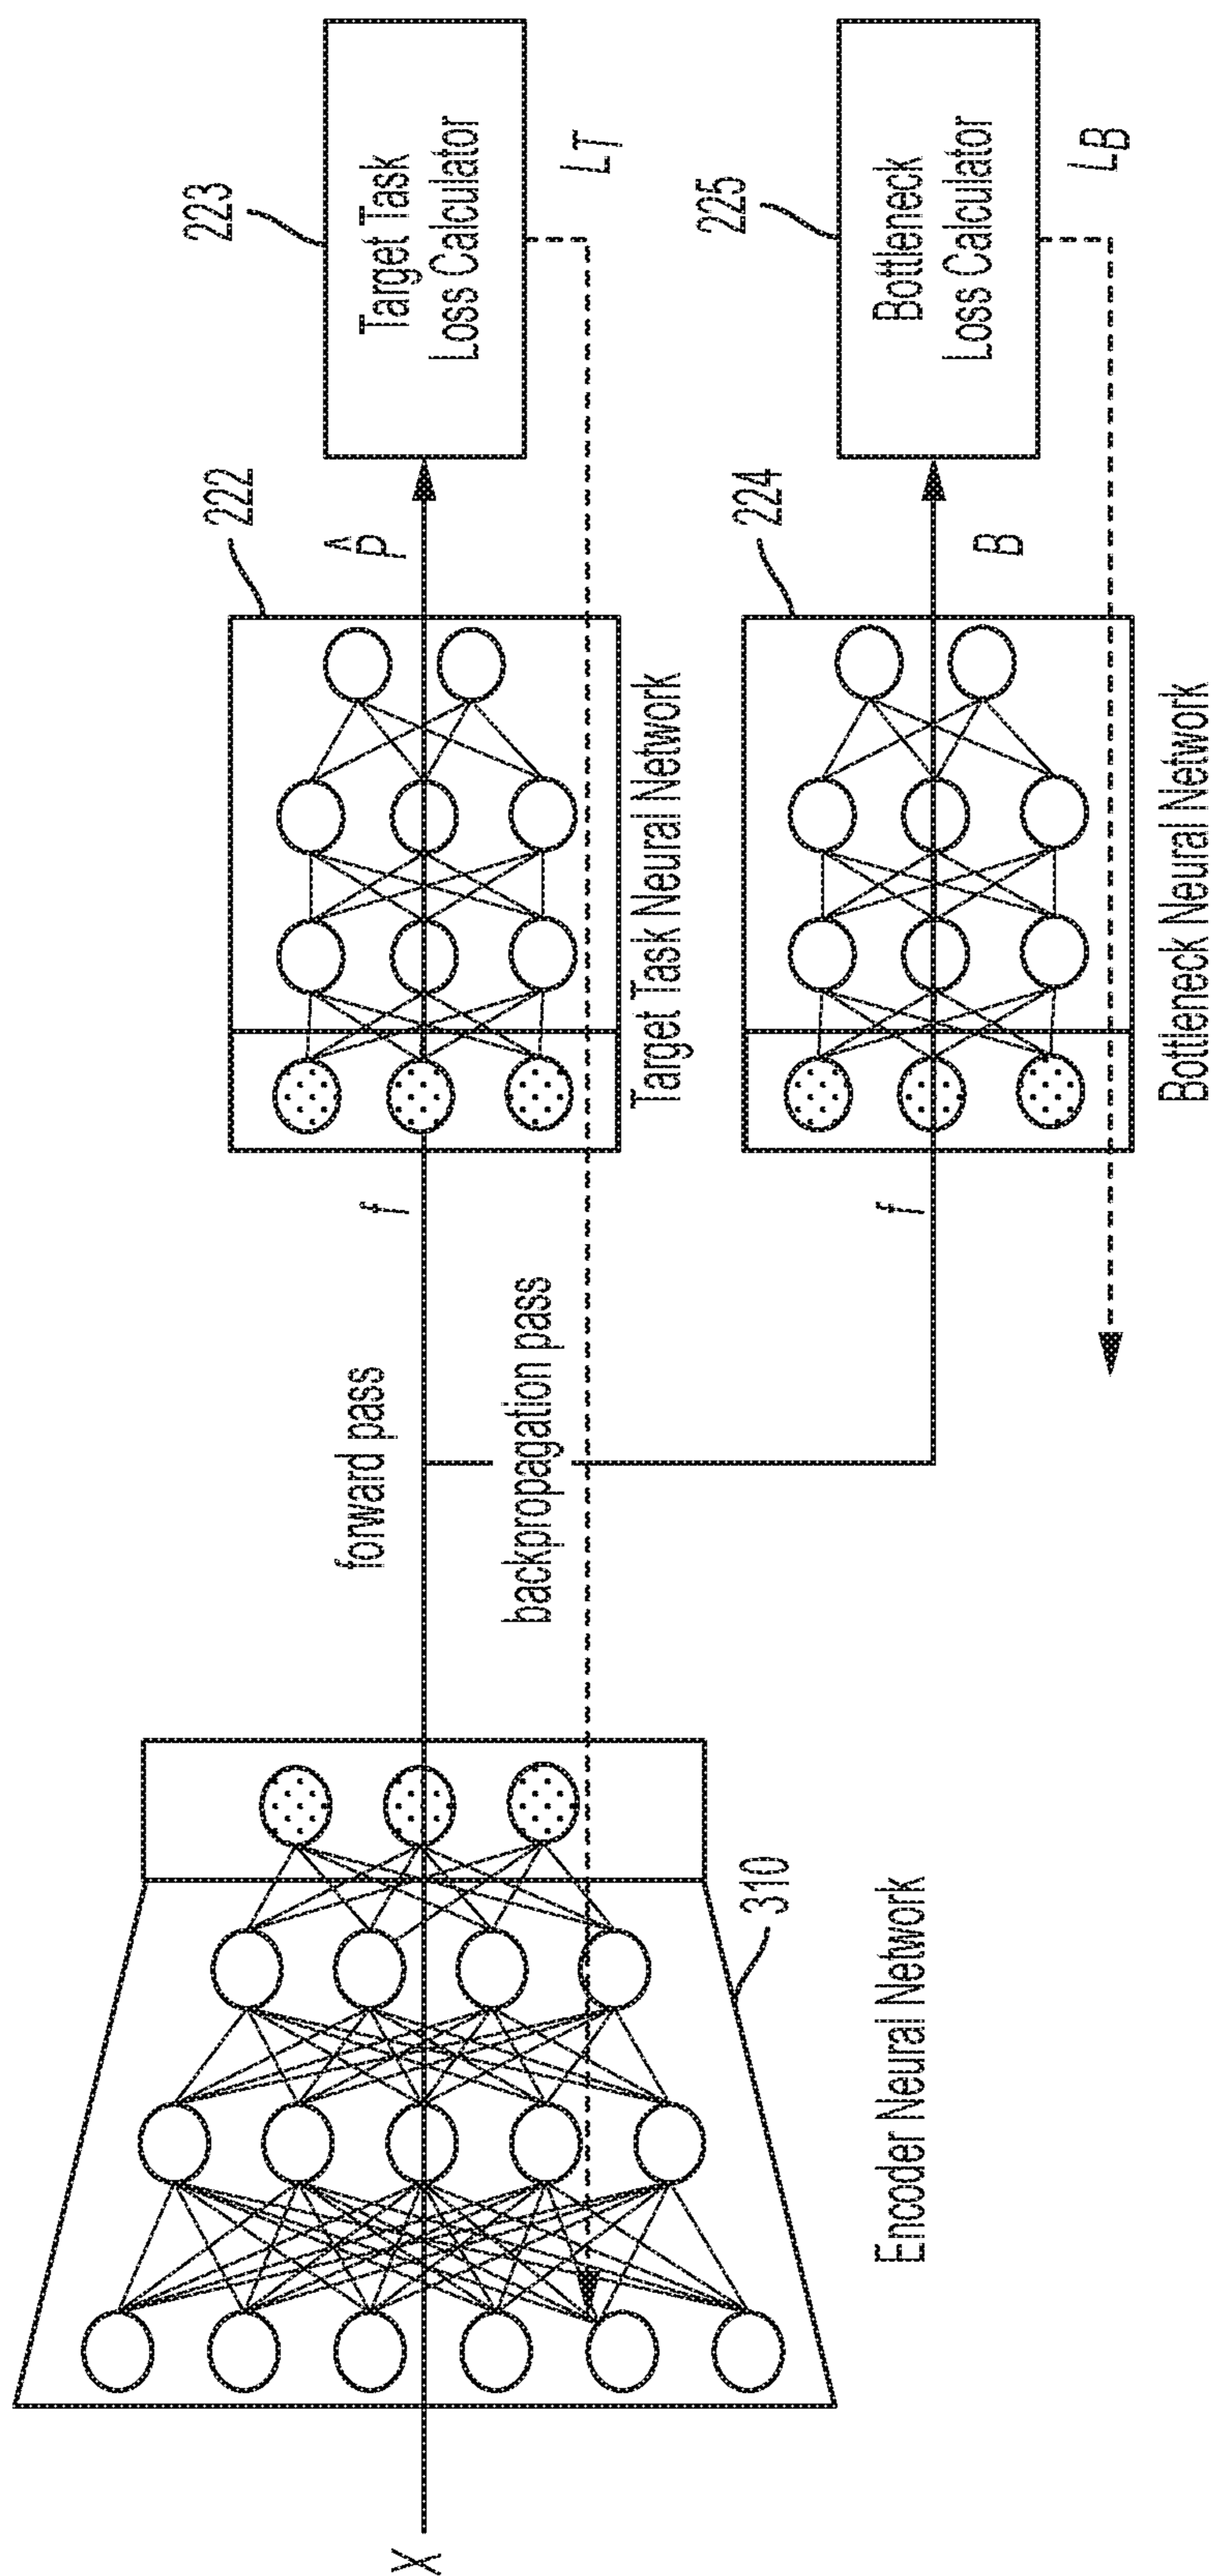 X
Encoder Neural Network
310
forward pass
backpropagation pass
f
f
222
Target Task Neural Network
224
Bottleneck Neural Network
P̂
B
223
Target Task
Loss Calculator
LT
225
Bottleneck
Loss Calculator
LB